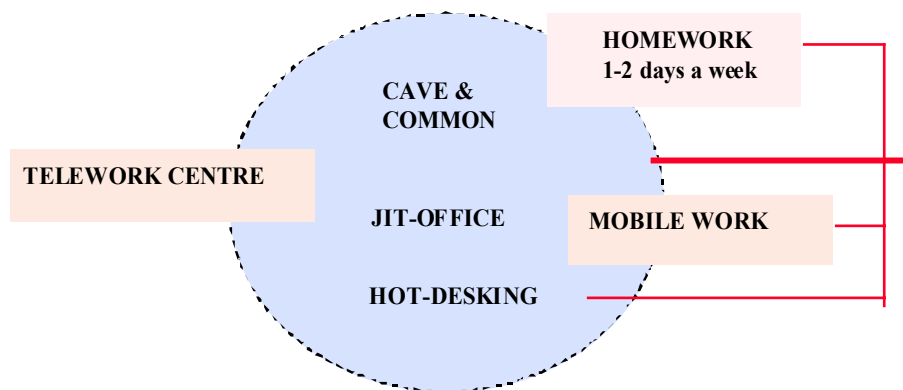 HOMEWORK
1-2 days a week
CAVE &
COMMON
TELEWORK CENTRE
JIT-OFFICE
MOBILE WORK
HOT-DESKING